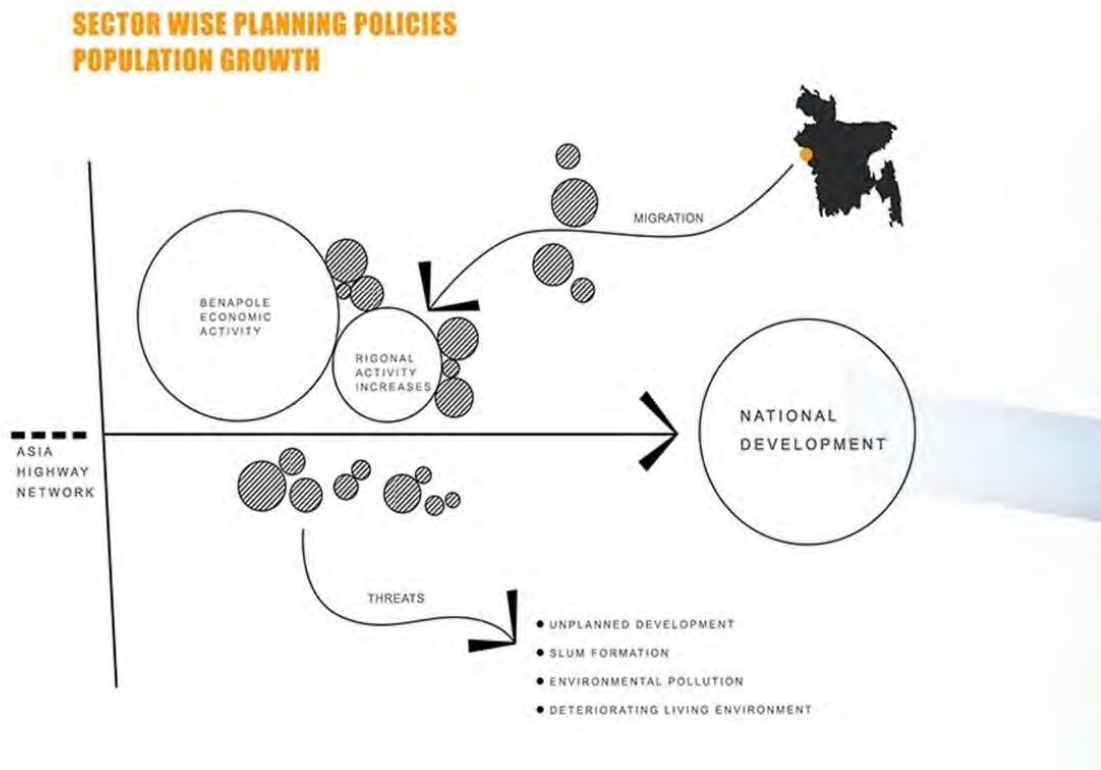 SECTOR WISE PLANNING POLICIES
POPULATION GROWTH
MIGRATION
BENAPOLE
ECONOMIC
ACTIVITY
RIGONAL
ACTIVITY
INCREASES
NATIONAL
DEVELOPMENT
ASIA
HIGHWAY
NETWORK
THREATS
UNPLANNED DEVELOPMENT
SLUM FORMATION
ENVIRONMENTAL POLLUTION
DETERIORATING LIVING ENVIRONMENT